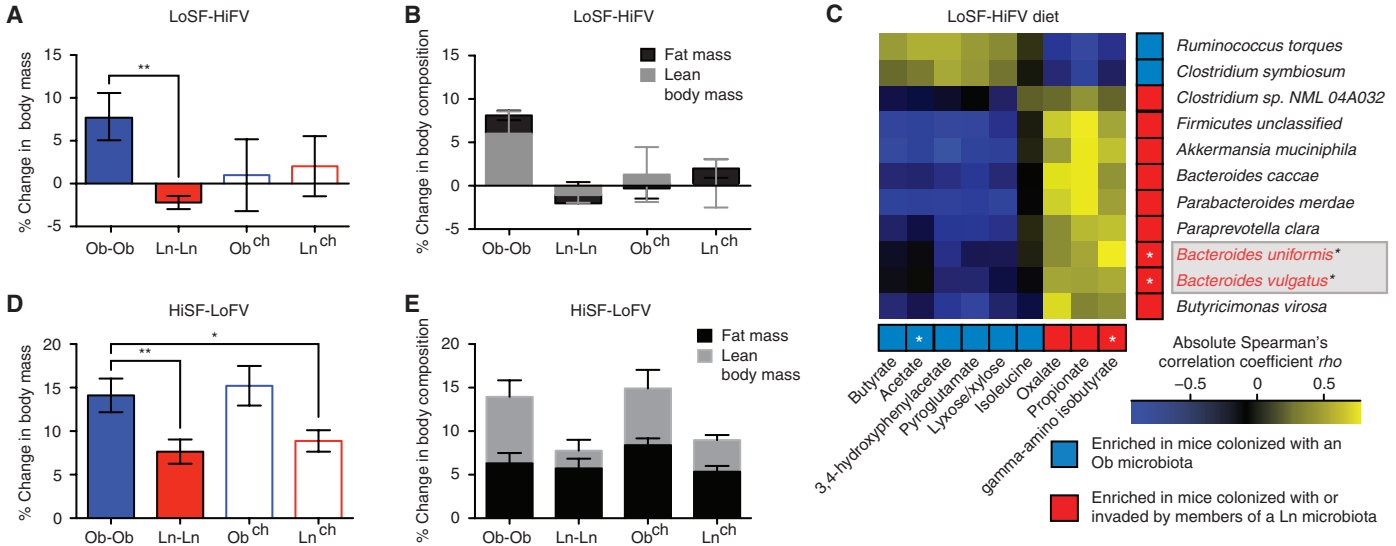 A
LoSF-HiFV
% Change in body mass
15
10
5
0
-5
**
Ob-Ob
Ln-Ln
Ob^ch
Ln^ch
B
LoSF-HiFV
% Change in body composition
15
10
5
0
-5
Fat mass
Lean
body mass
Ob-Ob
Ln-Ln
Ob^ch
Ln^ch
C
LoSF-HiFV diet
Ruminococcus torques
Clostridium symbiosum
Clostridium sp. NML 04A032
Firmicutes unclassified
Akkermansia muciniphila
Bacteroides caccae
Parabacteroides merdae
Paraprevotella clara
* Bacteroides uniformis*
* Bacteroides vulgatus*
Butyricimonas virosa
* *
Butyrate
Acetate
3,4-hydroxyphenylacetate
Pyroglutamate
Lyxose/xylose
Isoleucine
Oxalate
Propionate
gamma-amino isobutyrate
Absolute Spearman's
correlation coefficient rho
−0.5 0 0.5
Enriched in mice colonized with an
Ob microbiota
Enriched in mice colonized with or
invaded by members of a Ln microbiota
D
HiSF-LoFV
% Change in body mass
20
15
10
5
0
*
**
Ob-Ob
Ln-Ln
Ob^ch
Ln^ch
E
HiSF-LoFV
% Change in body composition
20
15
10
5
0
Fat mass
Lean
body mass
Ob-Ob
Ln-Ln
Ob^ch
Ln^ch